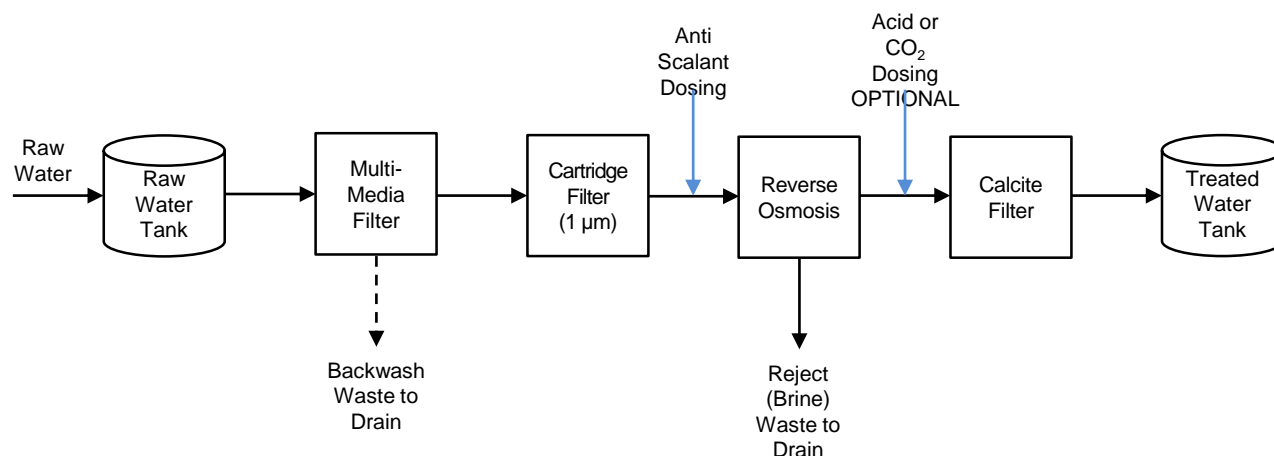 Anti
Scalant
Dosing
Acid or
CO₂
Dosing
OPTIONAL
Raw
Water
Raw
Water
Tank
Multi-
Media
Filter
Cartridge
Filter
(1 µm)
Reverse
Osmosis
Calcite
Filter
Treated
Water
Tank
Backwash
Waste to
Drain
Reject
(Brine)
Waste to
Drain